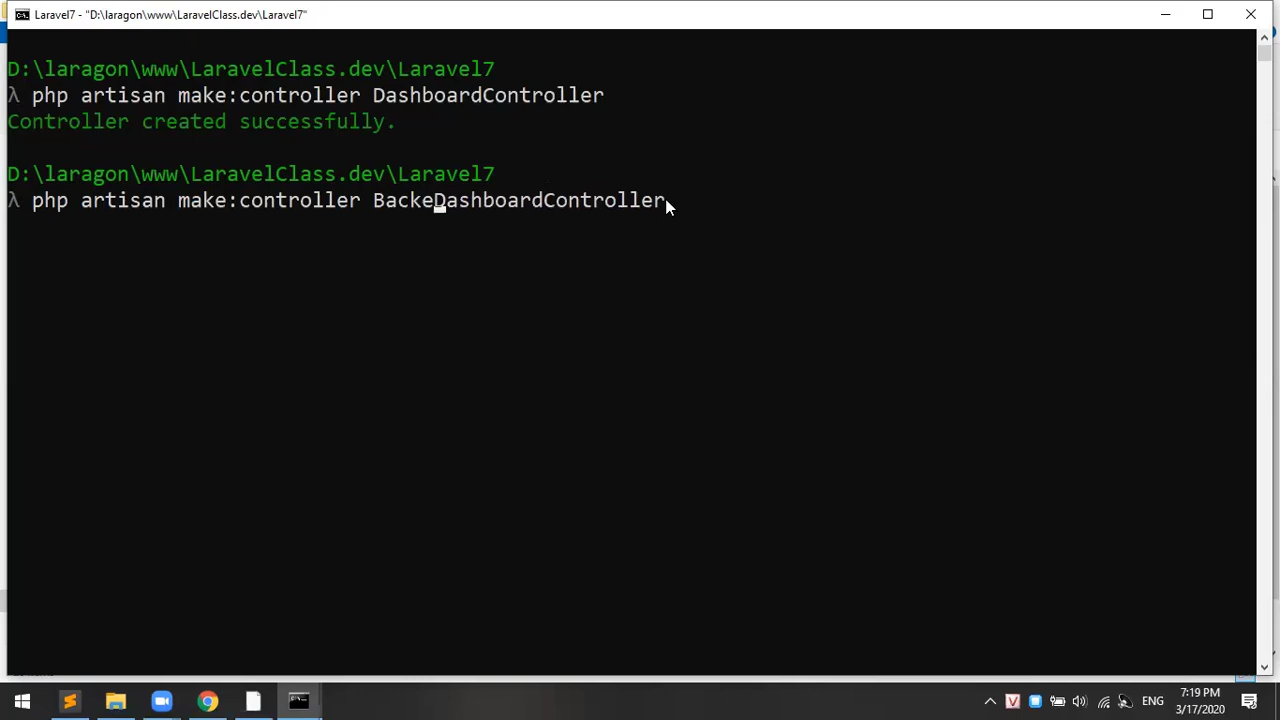 Laravel7 - "D:\laragon\www\LaravelClass.dev\Laravel7"
D:\laragon\www\LaravelClass.dev\Laravel7
λ php artisan make:controller DashboardController
Controller created successfully.
D:\laragon\www\LaravelClass.dev\Laravel7
λ php artisan make:controller BackeDashboardController
ENG
7:19 PM
3/17/2020